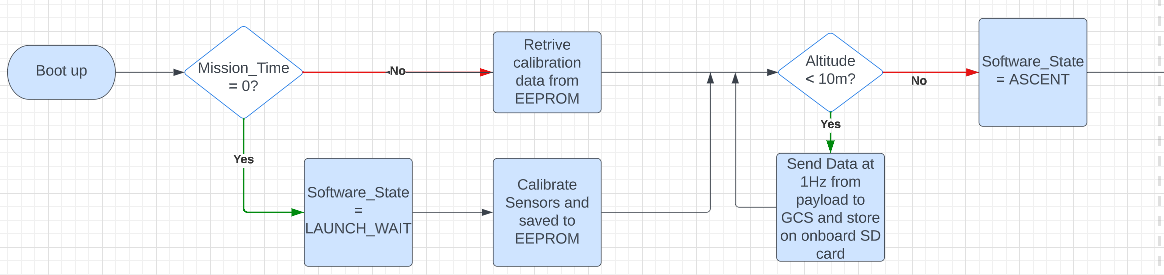 Boot up
Mission_Time
= 0?
No
Retrive
calibration
data from
EEPROM
Altitude
< 10m?
No
Software_State
= ASCENT
Yes
Yes
Software_State
=
LAUNCH_WAIT
Calibrate
Sensors and
saved to
EEPROM
Send Data at
1Hz from
payload to
GCS and store
on onboard SD
card